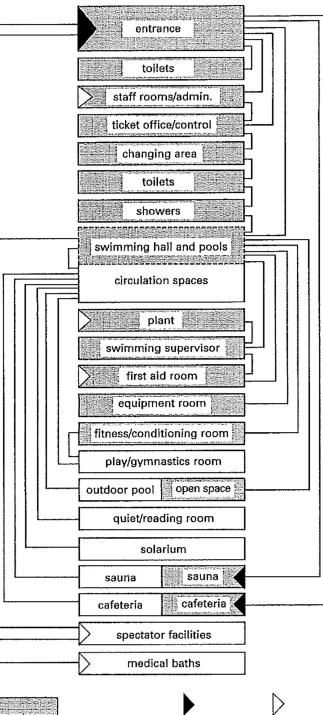 entrance
toilets
staff rooms/admin.
ticket office/control
changing area
toilets
showers
swimming hall and pools
circulation spaces
plant
swimming supervisor
first aid room
equipment room
fitness/conditioning room
play/gymnastics room
outdoor pool open space
quiet/reading room
solarium
sauna sauna
cafeteria cafeteria
spectator facilities
medical baths